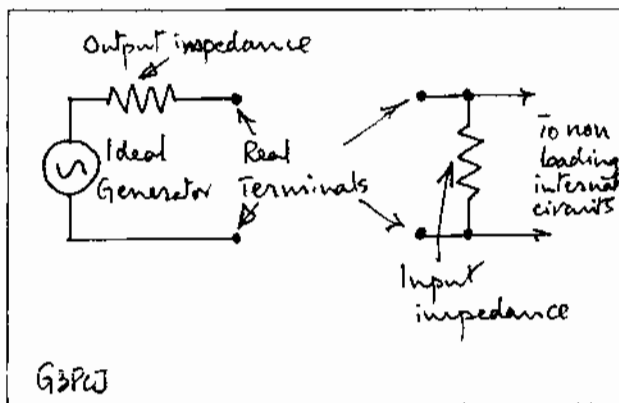 Output impedance
Ideal
Generator
Real
Terminals
To non
loading
internal
circuits
Input
impedance
G3PCJ